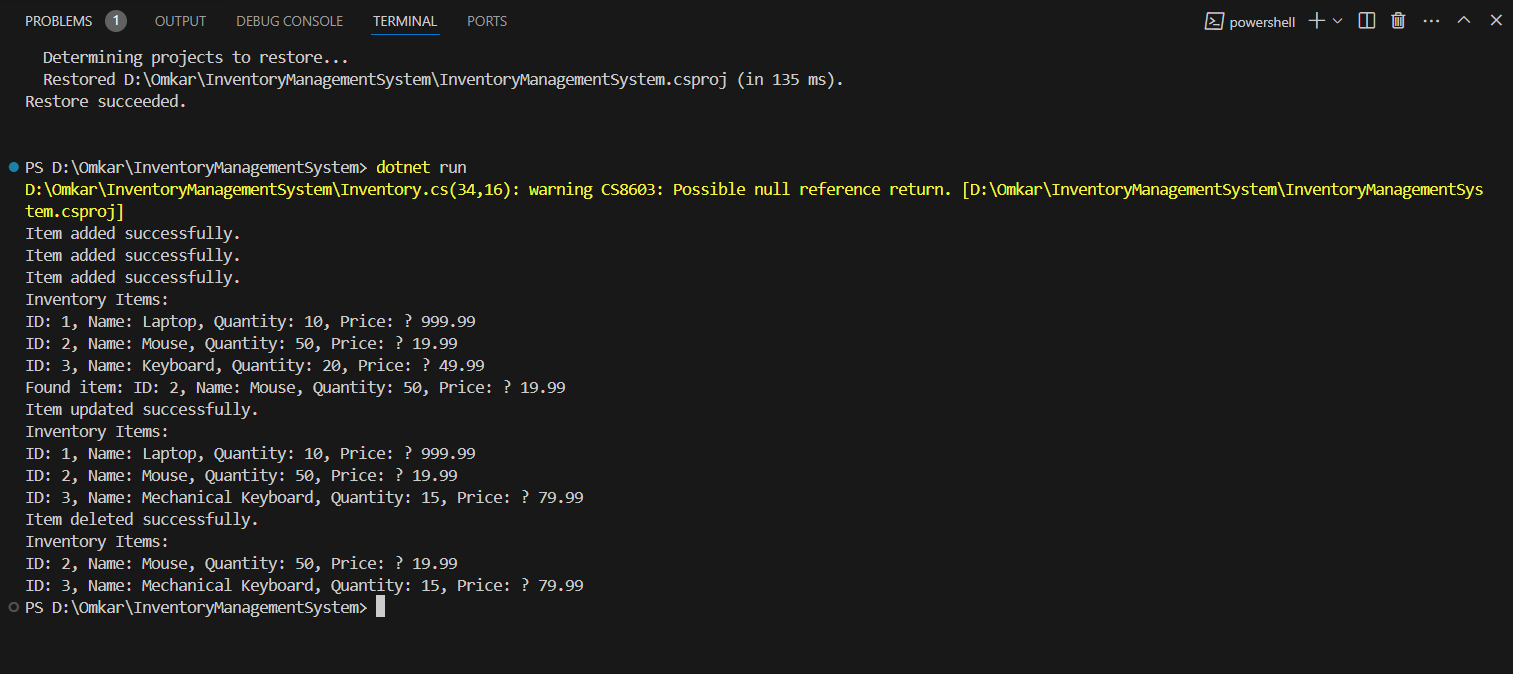 PROBLEMS 1 OUTPUT DEBUG CONSOLE TERMINAL PORTS powershell
Determining projects to restore...
Restored D:\Omkar\InventoryManagementSystem\InventoryManagementSystem.csproj (in 135 ms).
Restore succeeded.
PS D:\Omkar\InventoryManagementSystem> dotnet run
D:\Omkar\InventoryManagementSystem\Inventory.cs(34,16): warning CS8603: Possible null reference return. [D:\Omkar\InventoryManagementSystem\InventoryManagementSys
tem.csproj]
Item added successfully.
Item added successfully.
Item added successfully.
Inventory Items:
ID: 1, Name: Laptop, Quantity: 10, Price: ? 999.99
ID: 2, Name: Mouse, Quantity: 50, Price: ? 19.99
ID: 3, Name: Keyboard, Quantity: 20, Price: ? 49.99
Found item: ID: 2, Name: Mouse, Quantity: 50, Price: ? 19.99
Item updated successfully.
Inventory Items:
ID: 1, Name: Laptop, Quantity: 10, Price: ? 999.99
ID: 2, Name: Mouse, Quantity: 50, Price: ? 19.99
ID: 3, Name: Mechanical Keyboard, Quantity: 15, Price: ? 79.99
Item deleted successfully.
Inventory Items:
ID: 2, Name: Mouse, Quantity: 50, Price: ? 19.99
ID: 3, Name: Mechanical Keyboard, Quantity: 15, Price: ? 79.99
PS D:\Omkar\InventoryManagementSystem>